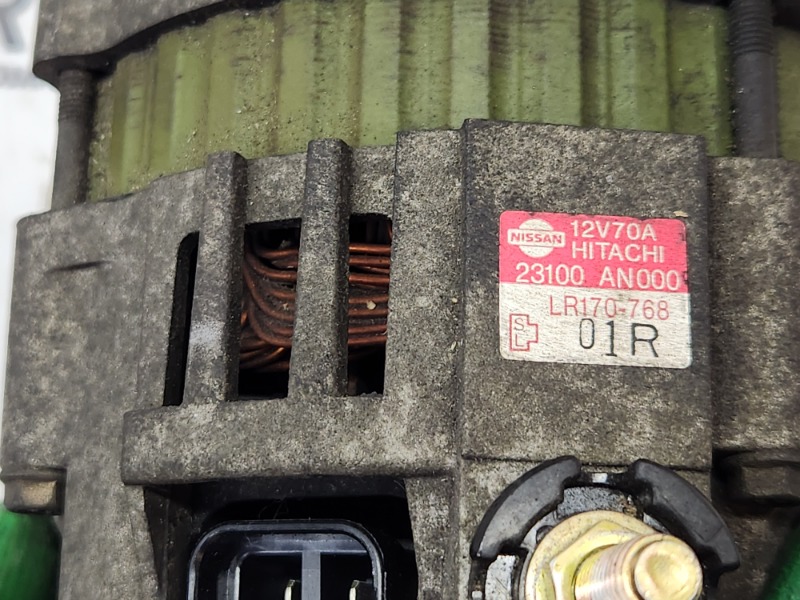 NISSAN
12V70A
HITACHI
23100 AN000
LR170-768
S
L
01R
R